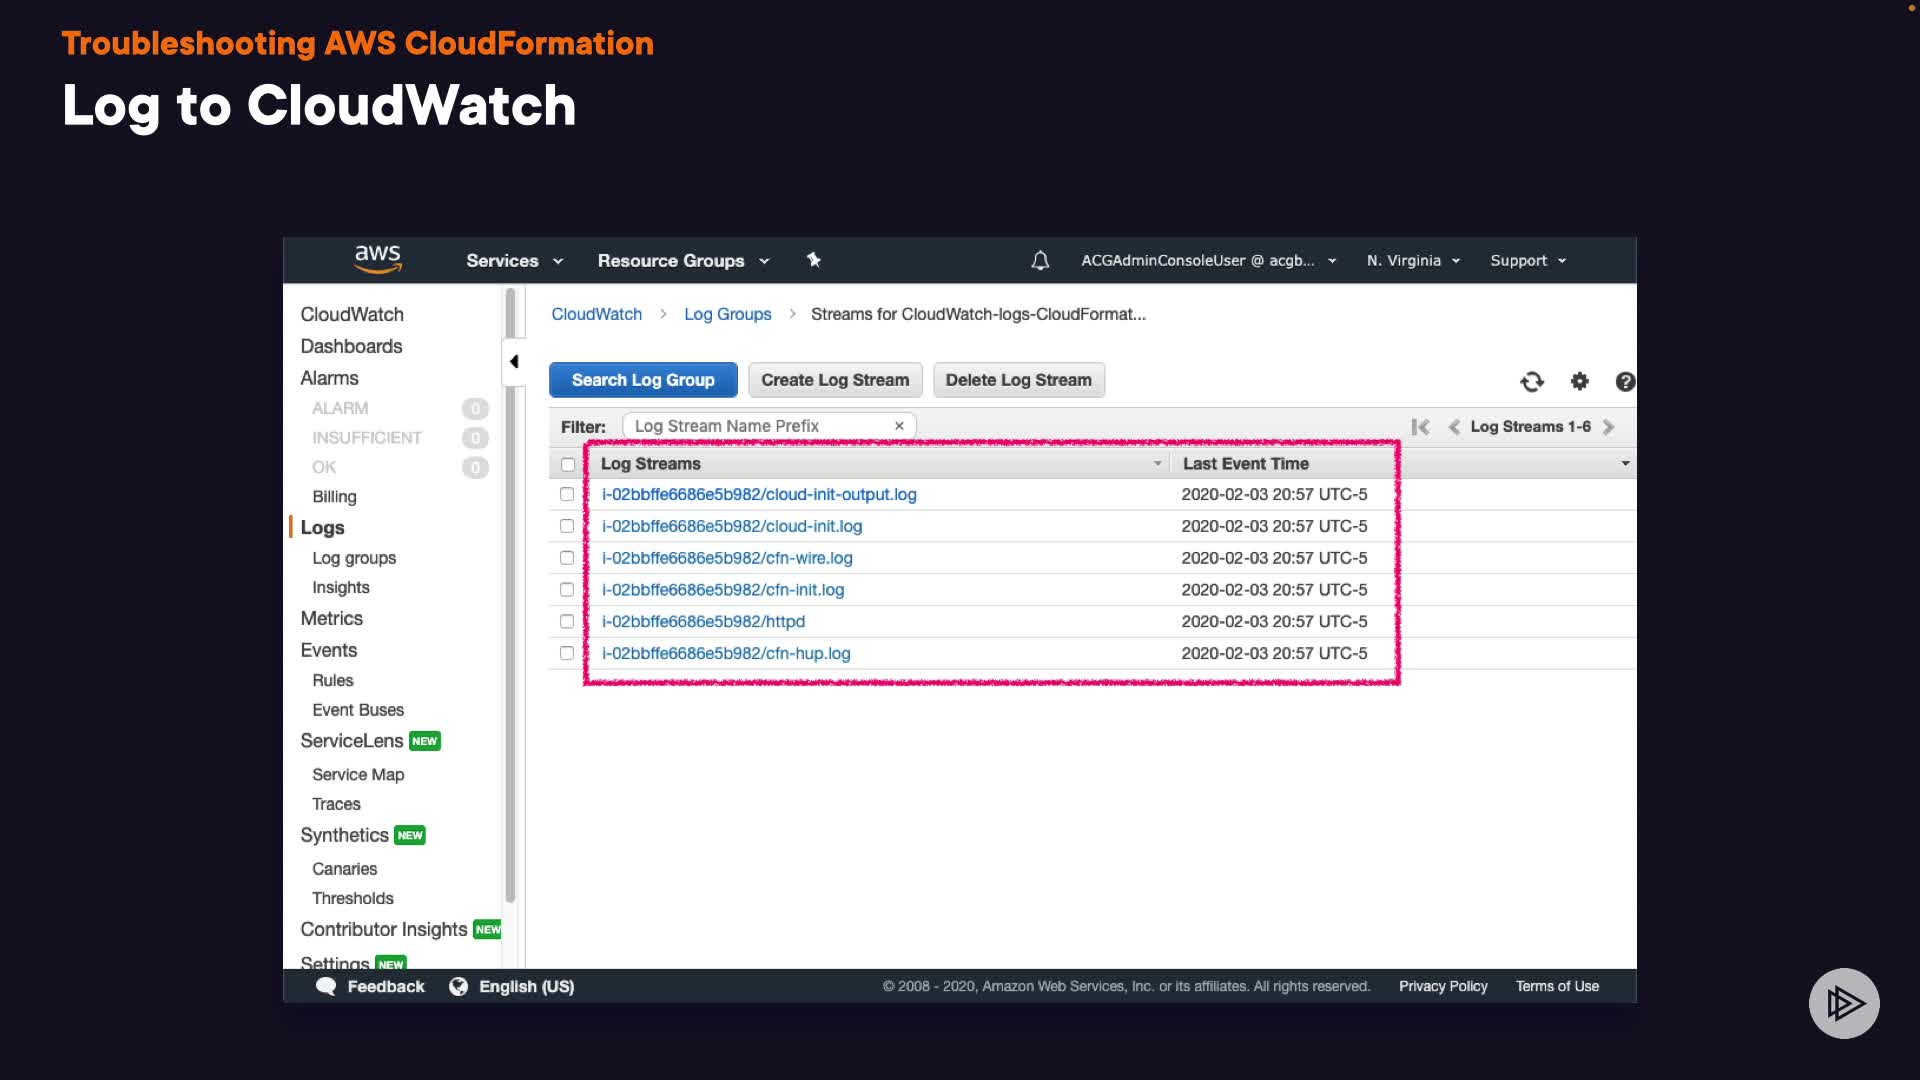 Troubleshooting AWS CloudFormation
Log to CloudWatch
aws Services Resource Groups ACGAdminConsoleUser @ acgb... N. Virginia Support
CloudWatch
Dashboards
Alarms
ALARM 0
INSUFFICIENT 0
OK 0
Billing
Logs
Log groups
Insights
Metrics
Events
Rules
Event Buses
ServiceLens NEW
Service Map
Traces
Synthetics NEW
Canaries
Thresholds
Contributor Insights NEW
Settings NEW
CloudWatch > Log Groups > Streams for CloudWatch-logs-CloudFormat...
Search Log Group Create Log Stream Delete Log Stream
Filter: Log Stream Name Prefix × Log Streams 1-6
Log Streams Last Event Time
i-02bbffe6686e5b982/cloud-init-output.log 2020-02-03 20:57 UTC-5
i-02bbffe6686e5b982/cloud-init.log 2020-02-03 20:57 UTC-5
i-02bbffe6686e5b982/cfn-wire.log 2020-02-03 20:57 UTC-5
i-02bbffe6686e5b982/cfn-init.log 2020-02-03 20:57 UTC-5
i-02bbffe6686e5b982/httpd 2020-02-03 20:57 UTC-5
i-02bbffe6686e5b982/cfn-hup.log 2020-02-03 20:57 UTC-5
Feedback English (US) © 2008 - 2020, Amazon Web Services, Inc. or its affiliates. All rights reserved. Privacy Policy Terms of Use